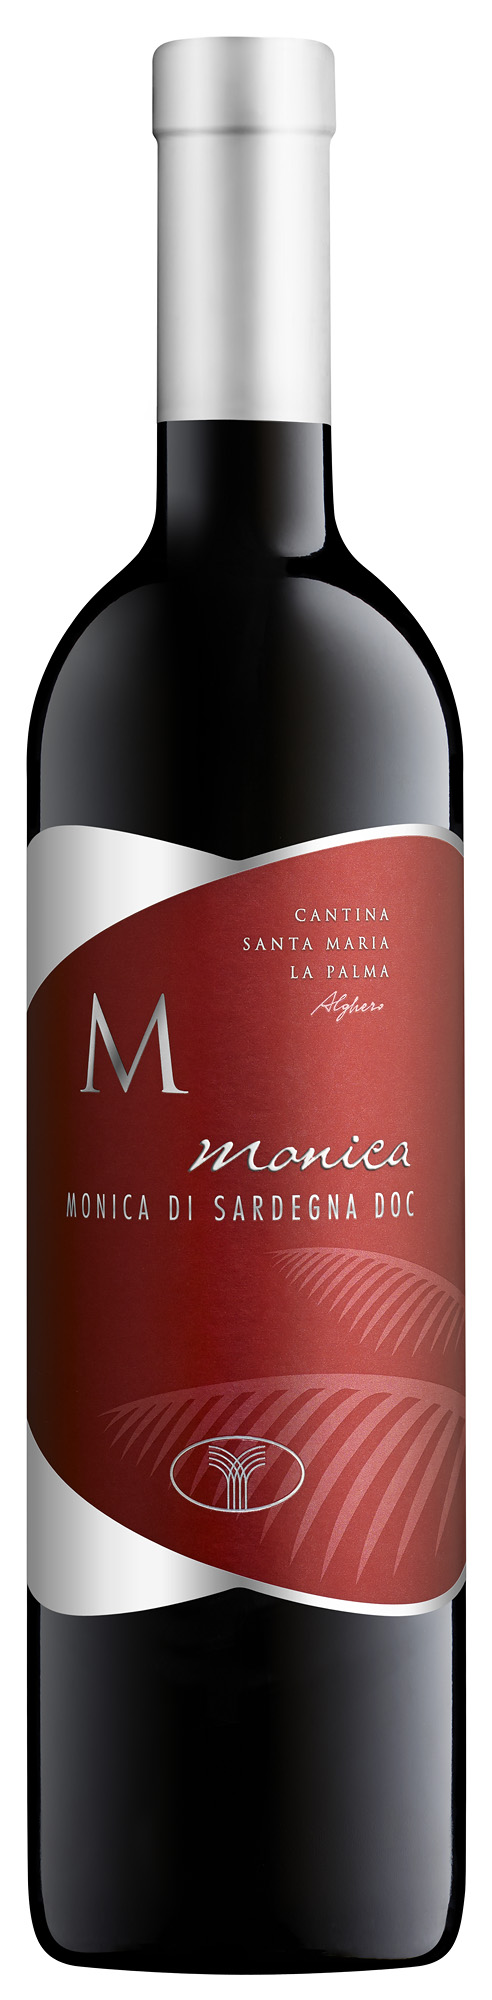 CANTINA
SANTA MARIA
LA PALMA
Alghero
M
monica
MONICA DI SARDEGNA DOC